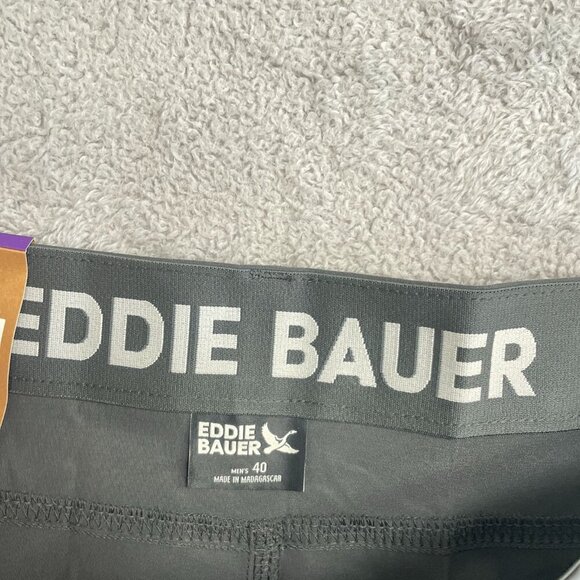 EDDIE BAUER
EDDIE
BAUER
MEN'S 40
MADE IN MADAGASCAR